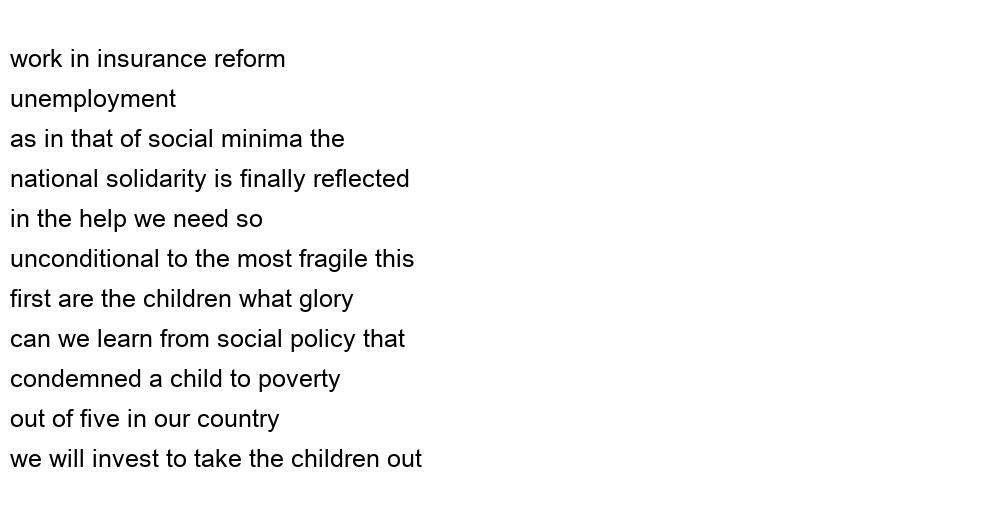 work in insurance reform
unemployment
as in that of social minima the
national solidarity is finally reflected
in the help we need so
unconditional to the most fragile this
first are the children what glory
can we learn from social policy that
condemned a child to poverty
out of five in our country
we will invest to take the children out